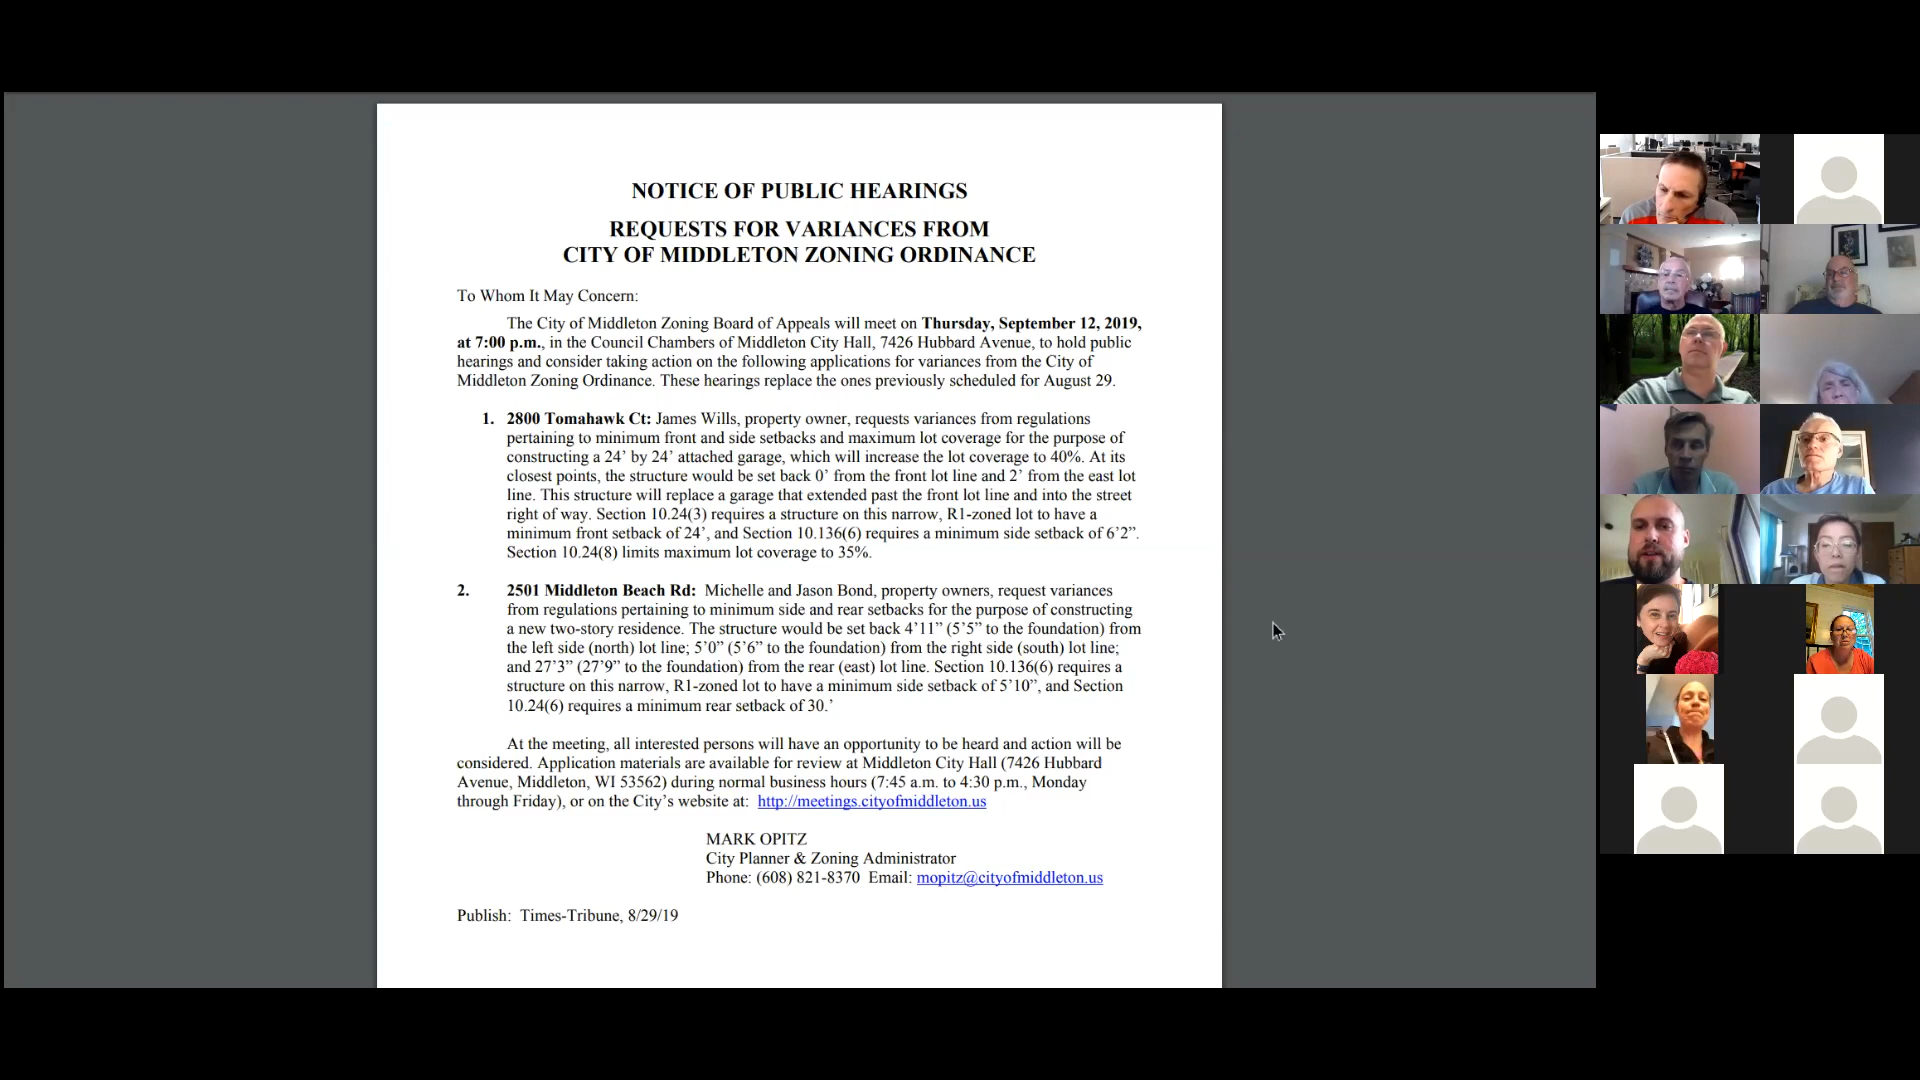 NOTICE OF PUBLIC HEARINGS
REQUESTS FOR VARIANCES FROM
CITY OF MIDDLETON ZONING ORDINANCE
To Whom It May Concern:
The City of Middleton Zoning Board of Appeals will meet on Thursday, September 12, 2019,
at 7:00 p.m., in the Council Chambers of Middleton City Hall, 7426 Hubbard Avenue, to hold public
hearings and consider taking action on the following applications for variances from the City of
Middleton Zoning Ordinance. These hearings replace the ones previously scheduled for August 29.
1. 2800 Tomahawk Ct: James Wills, property owner, requests variances from regulations
pertaining to minimum front and side setbacks and maximum lot coverage for the purpose of
constructing a 24’ by 24’ attached garage, which will increase the lot coverage to 40%. At its
closest points, the structure would be set back 0’ from the front lot line and 2’ from the east lot
line. This structure will replace a garage that extended past the front lot line and into the street
right of way. Section 10.24(3) requires a structure on this narrow, R1-zoned lot to have a
minimum front setback of 24’, and Section 10.136(6) requires a minimum side setback of 6’2”.
Section 10.24(8) limits maximum lot coverage to 35%.
2. 2501 Middleton Beach Rd: Michelle and Jason Bond, property owners, request variances
from regulations pertaining to minimum side and rear setbacks for the purpose of constructing
a new two-story residence. The structure would be set back 4’11” (5’5” to the foundation) from
the left side (north) lot line; 5’0” (5’6” to the foundation) from the right side (south) lot line;
and 27’3” (27’9” to the foundation) from the rear (east) lot line. Section 10.136(6) requires a
structure on this narrow, R1-zoned lot to have a minimum side setback of 5’10”, and Section
10.24(6) requires a minimum rear setback of 30.’
At the meeting, all interested persons will have an opportunity to be heard and action will be
considered. Application materials are available for review at Middleton City Hall (7426 Hubbard
Avenue, Middleton, WI 53562) during normal business hours (7:45 a.m. to 4:30 p.m., Monday
through Friday), or on the City’s website at: http://meetings.cityofmiddleton.us
MARK OPITZ
City Planner & Zoning Administrator
Phone: (608) 821-8370 Email: mopitz@cityofmiddleton.us
Publish: Times-Tribune, 8/29/19